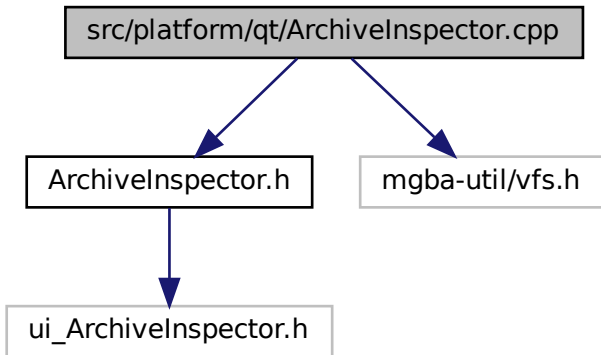 src/platform/qt/ArchiveInspector.cpp
ArchiveInspector.h
mgba-util/vfs.h
ui_ArchiveInspector.h